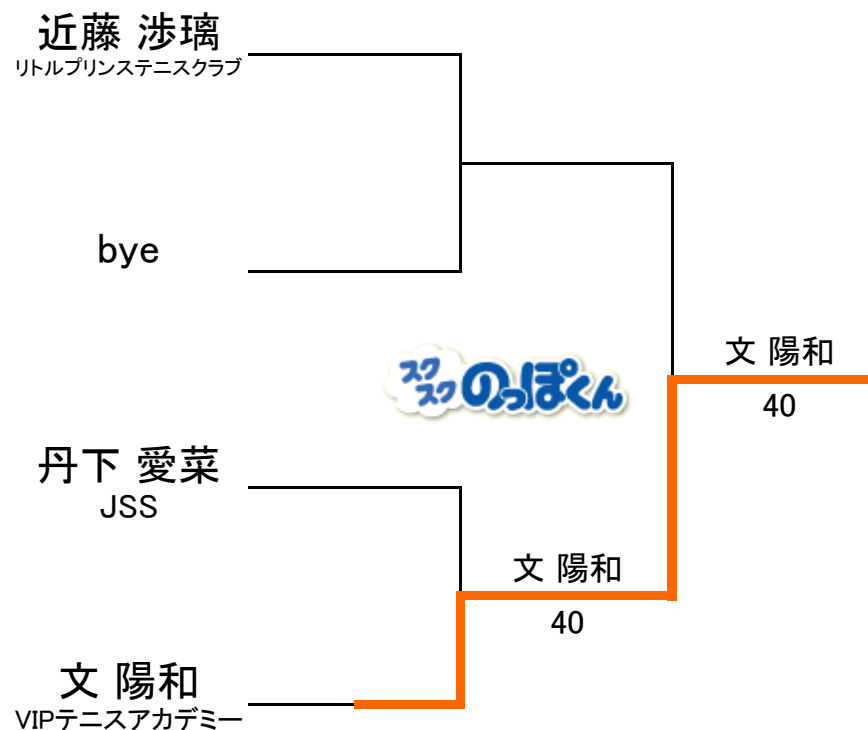 近藤 渉璃
リトルプリンステニスクラブ
bye
スク
スク のっぽくん
文 陽和
40
丹下 愛菜
JSS
文 陽和
40
文 陽和
VIPテニスアカデミー